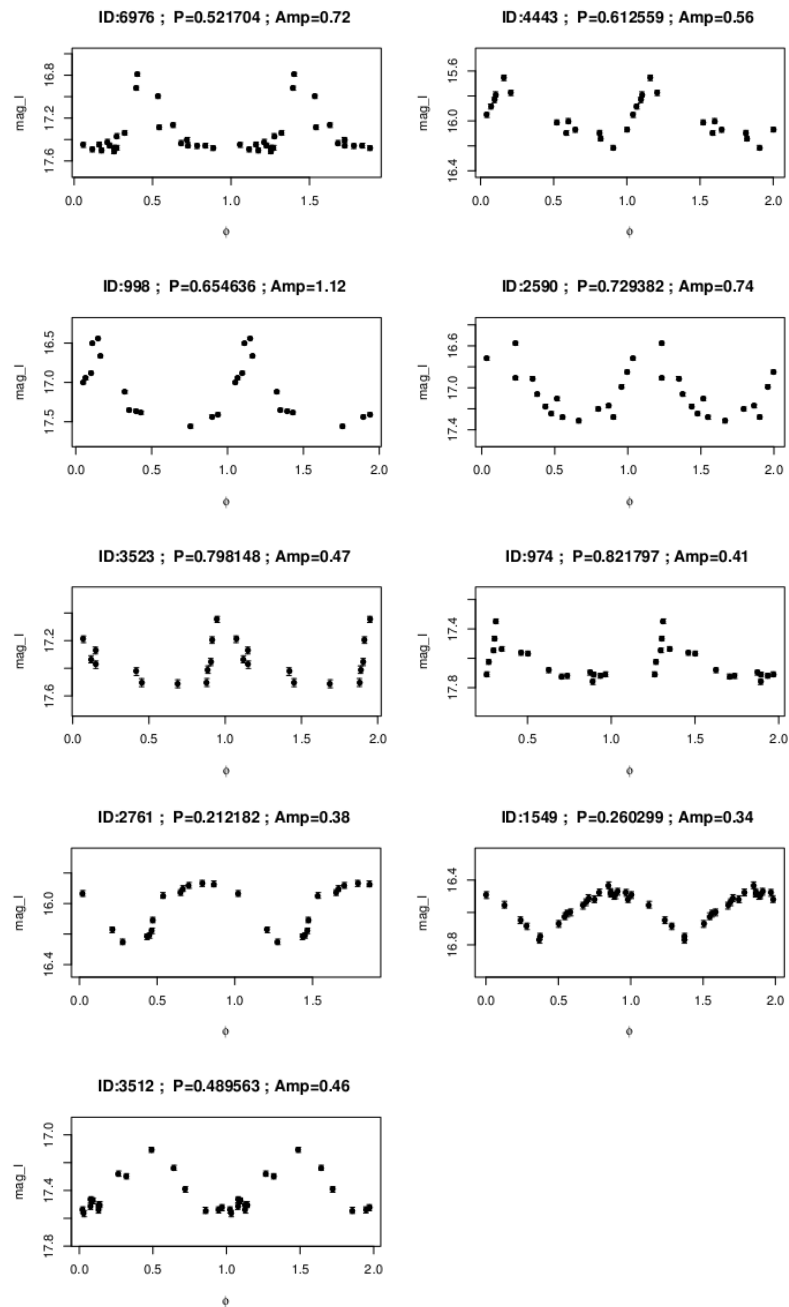 ID:6976 ; P=0.521704 ; Amp=0.72
mag_I
16.8
17.2
17.6
0.0 0.5 1.0 1.5
ϕ
ID:4443 ; P=0.612559 ; Amp=0.56
mag_I
15.6
16.0
16.4
0.0 0.5 1.0 1.5 2.0
ϕ
ID:998 ; P=0.654636 ; Amp=1.12
mag_I
16.5
17.0
17.5
0.0 0.5 1.0 1.5 2.0
ϕ
ID:2590 ; P=0.729382 ; Amp=0.74
mag_I
16.6
17.0
17.4
0.0 0.5 1.0 1.5 2.0
ϕ
ID:3523 ; P=0.798148 ; Amp=0.47
mag_I
17.2
17.6
0.0 0.5 1.0 1.5 2.0
ϕ
ID:974 ; P=0.821797 ; Amp=0.41
mag_I
17.4
17.8
0.5 1.0 1.5 2.0
ϕ
ID:2761 ; P=0.212182 ; Amp=0.38
mag_I
16.0
16.4
0.0 0.5 1.0 1.5
ϕ
ID:1549 ; P=0.260299 ; Amp=0.34
mag_I
16.4
16.8
0.0 0.5 1.0 1.5 2.0
ϕ
ID:3512 ; P=0.489563 ; Amp=0.46
mag_I
17.0
17.4
17.8
0.0 0.5 1.0 1.5 2.0
ϕ